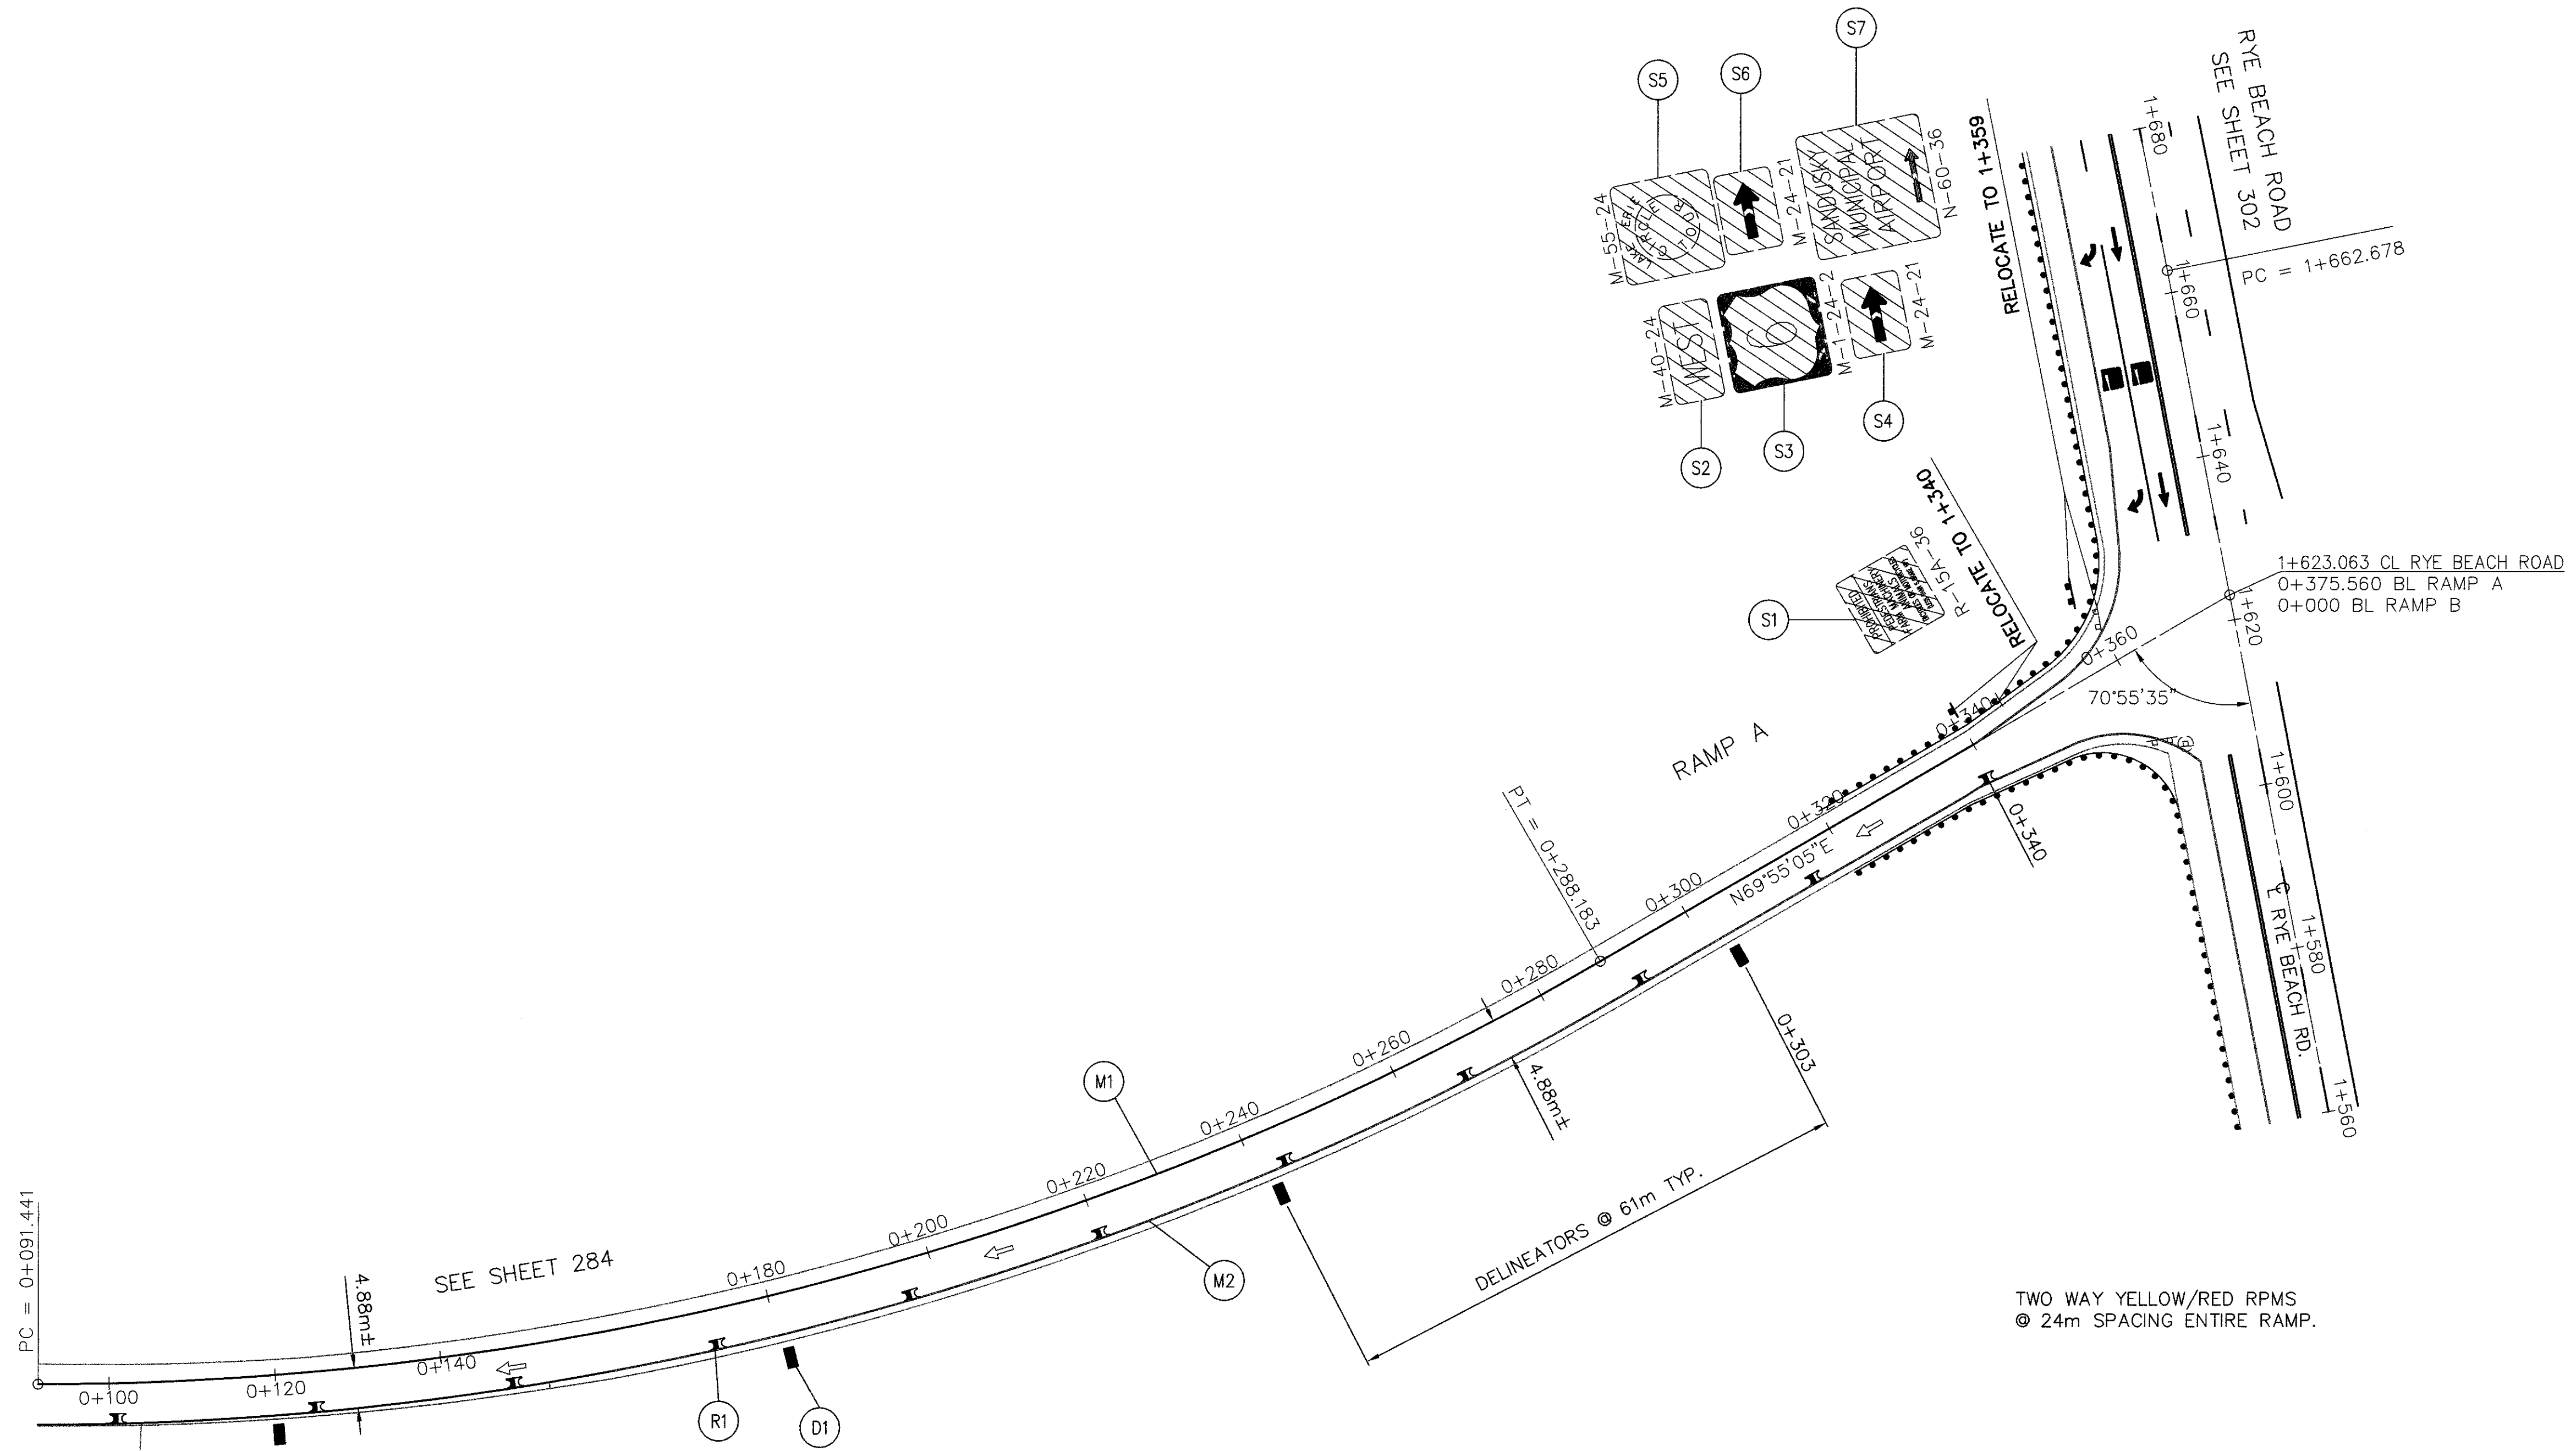 S7
S6
S5
M-55-24
LAKE ERIE
CIRCLE
TOUR
M-24-21
SANDUSKY
MUNICIPAL
AIRPORT
N-60-36
RELOCATE TO 1+359
M-40-24
WEST
6
M-1-24-2
M-24-21
S2
S3
S4
RYE BEACH ROAD
SEE SHEET 302
1+680
PC = 1+662.678
1+660
1+640
1+623.063 CL RYE BEACH ROAD
0+375.560 BL RAMP A
0+000 BL RAMP B
1+620
S1
PROHIBITED
PEDESTRIANS
R-15A-36
RELOCATE TO 1+340
0+360
70°55'35"
0+340
RAMP A
PT = 0+288.183
0+320
0+340
1+600
N69°55'05"E
0+300
0+280
℄ RYE BEACH RD.
1+580
1+560
0+303
0+260
4.88m±
M1
0+240
0+220
DELINEATORS @ 61m TYP.
0+200
M2
0+180
SEE SHEET 284
PC = 0+091.441
4.88m±
0+140
0+120
0+100
R1
D1
TWO WAY YELLOW/RED RPMS
@ 24m SPACING ENTIRE RAMP.